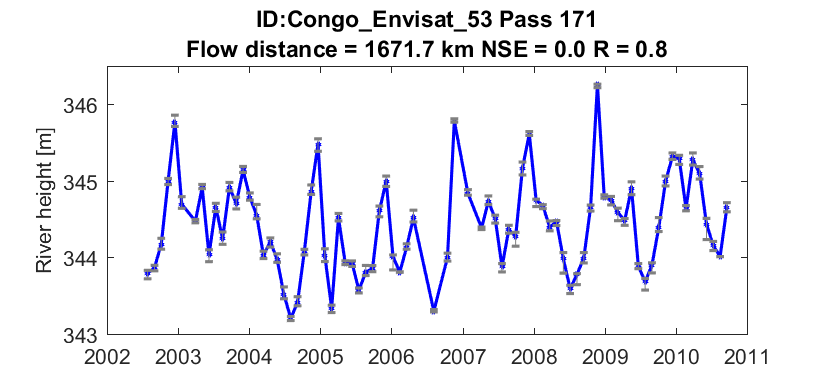 ID:Congo_Envisat_53 Pass 171
Flow distance = 1671.7 km NSE = 0.0 R = 0.8
River height [m]
346
345
344
343
2002 2003 2004 2005 2006 2007 2008 2009 2010 2011